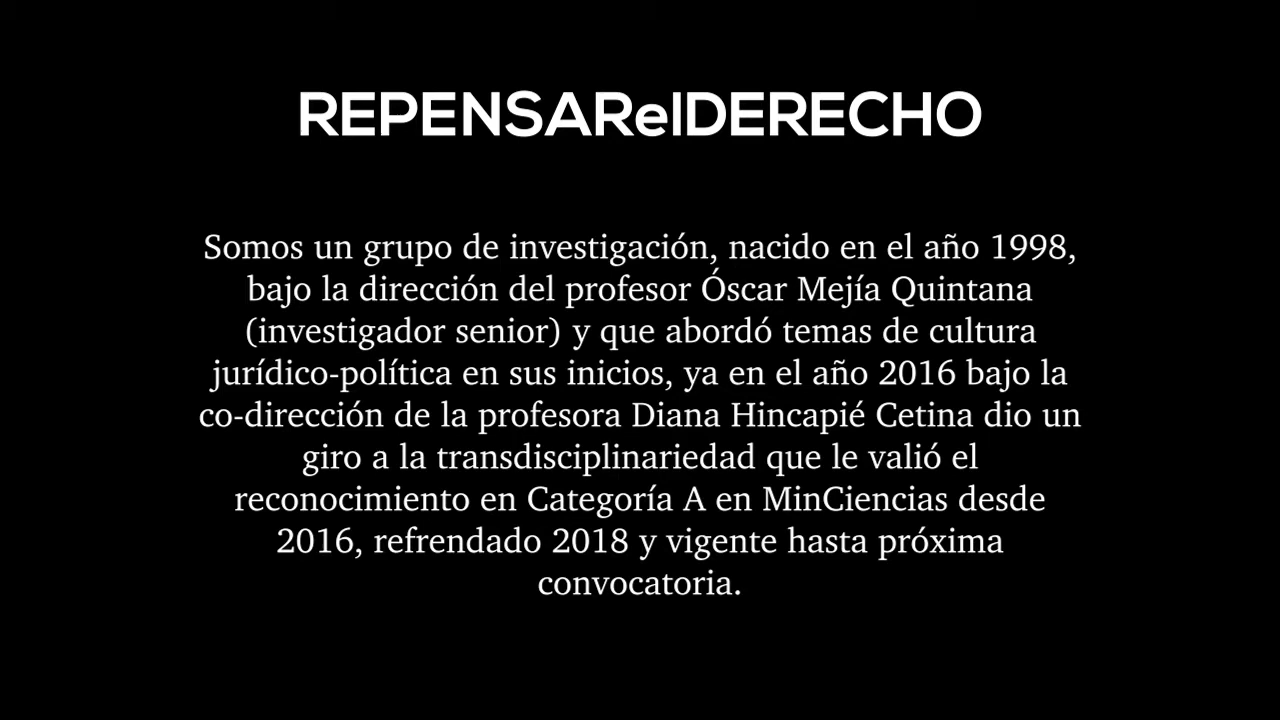 REPENSARelDERECHO
Somos un grupo de investigación, nacido en el año 1998,
bajo la dirección del profesor Óscar Mejía Quintana
(investigador senior) y que abordó temas de cultura
jurídico-política en sus inicios, ya en el año 2016 bajo la
co-dirección de la profesora Diana Hincapié Cetina dio un
giro a la transdisciplinariedad que le valió el
reconocimiento en Categoría A en MinCiencias desde
2016, refrendado 2018 y vigente hasta próxima
convocatoria.